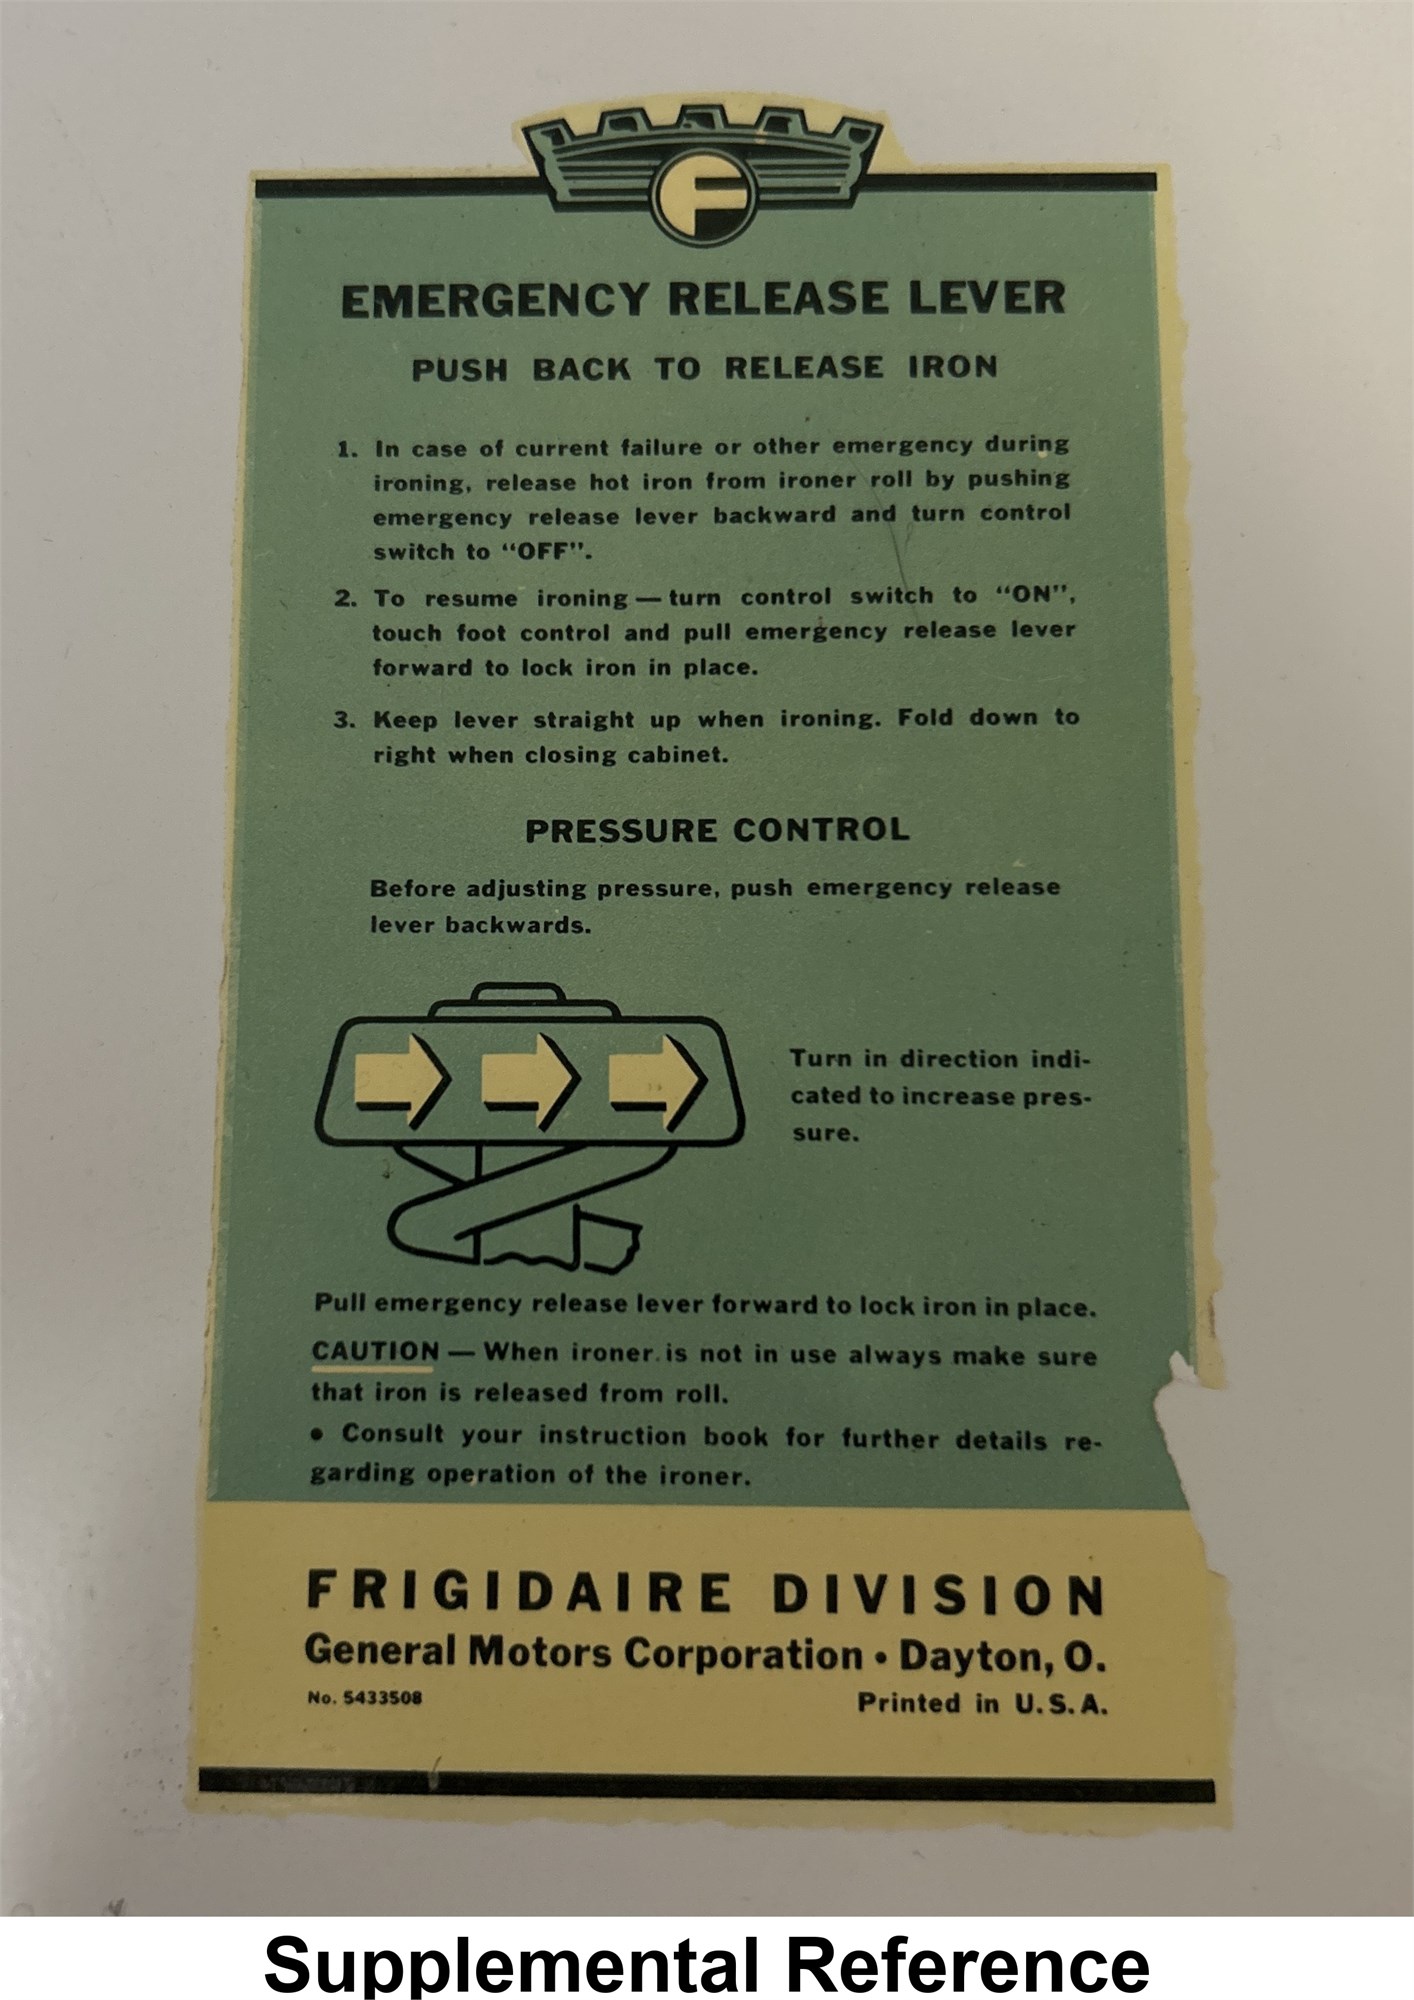 F
EMERGENCY RELEASE LEVER
PUSH BACK TO RELEASE IRON
1. In case of current failure or other emergency during
ironing, release hot iron from ironer roll by pushing
emergency release lever backward and turn control
switch to “OFF”.
2. To resume ironing — turn control switch to “ON”,
touch foot control and pull emergency release lever
forward to lock iron in place.
3. Keep lever straight up when ironing. Fold down to
right when closing cabinet.
PRESSURE CONTROL
Before adjusting pressure, push emergency release
lever backwards.
Turn in direction indi-
cated to increase pres-
sure.
Pull emergency release lever forward to lock iron in place.
CAUTION — When ironer is not in use always make sure
that iron is released from roll.
• Consult your instruction book for further details re-
garding operation of the ironer.
FRIGIDAIRE DIVISION
General Motors Corporation • Dayton, O.
No. 5433508 Printed in U.S.A.
Supplemental Reference